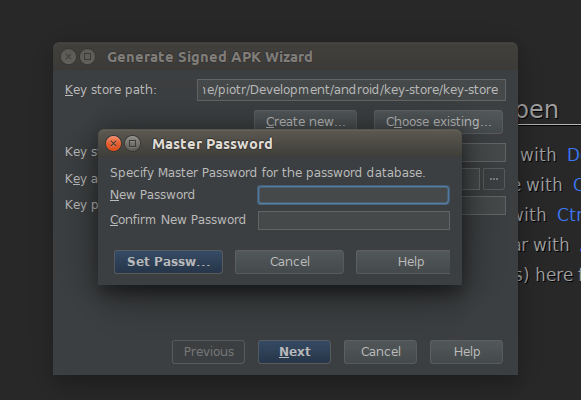 Generate Signed APK Wizard
Key store path: ne/piotr/Development/android/key-store/key-store
pen
Create new... Choose existing...
Master Password
with D
Key s
Specify Master Password for the password database.
Key a ...
with
New Password
Key p
with Ctr
Confirm New Password
ar with
Set Passw... Cancel Help
s) here f
Previous Next Cancel Help